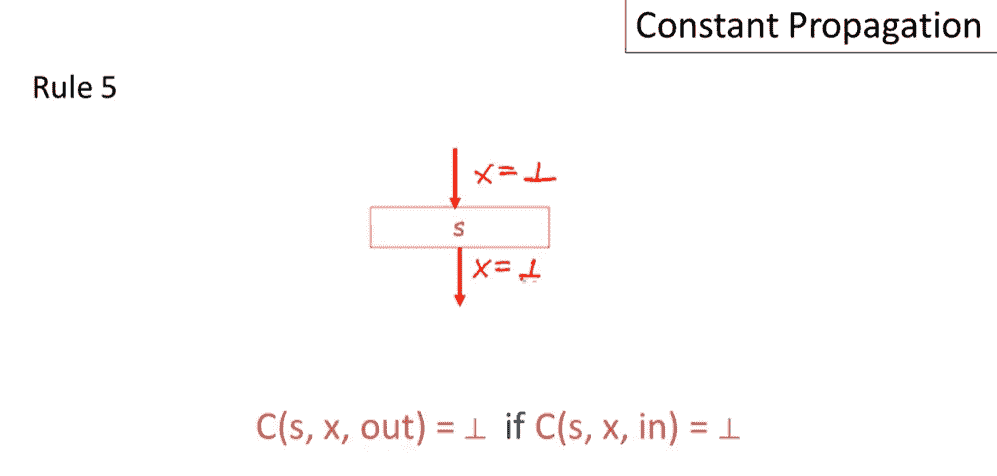 Constant Propagation
Rule 5
x = ⊥
s
x = ⊥
C(s, x, out) = ⊥ if C(s, x, in) = ⊥